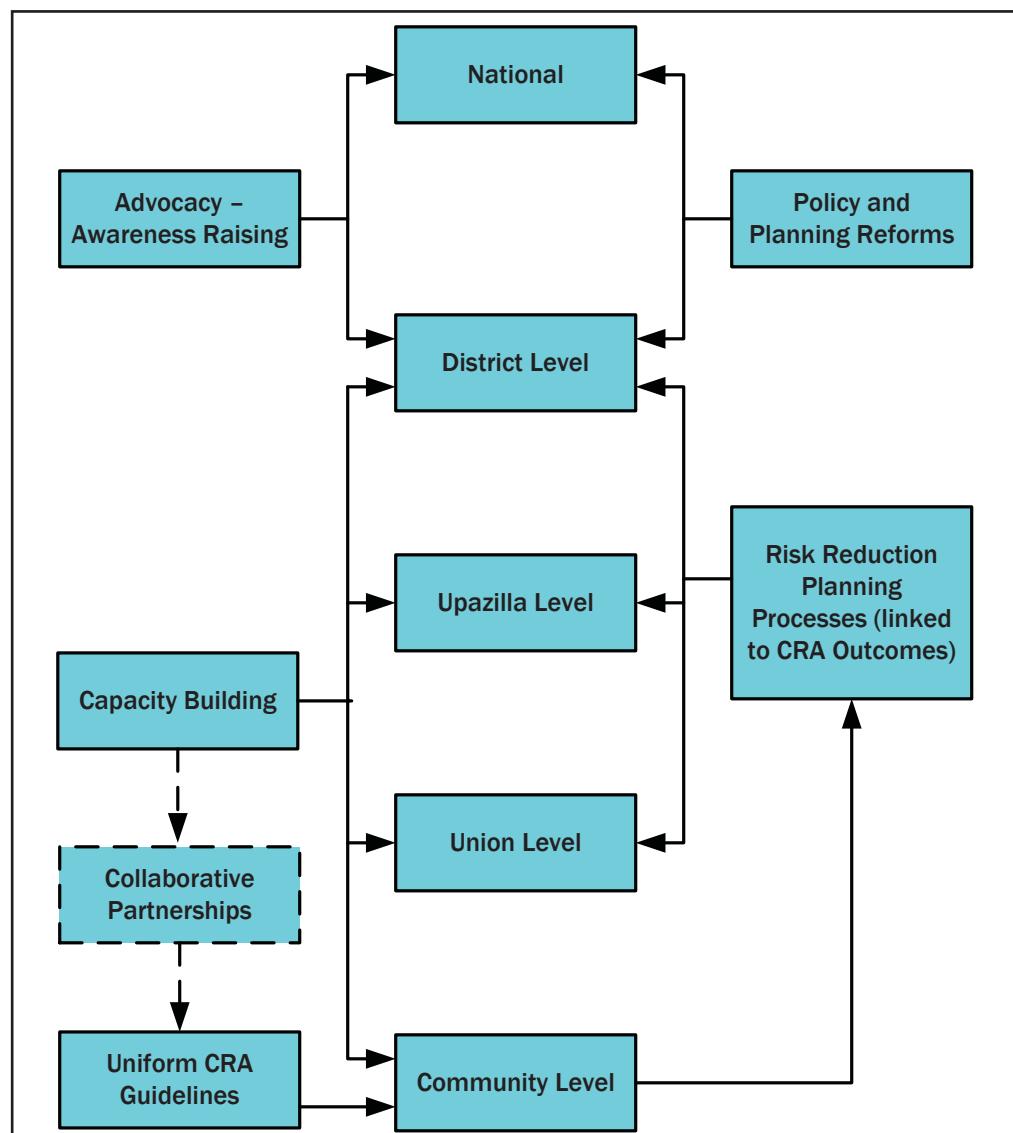 National
Advocacy –
Awareness Raising
Policy and
Planning Reforms
District Level
Upazilla Level
Risk Reduction
Planning
Processes (linked
to CRA Outcomes)
Capacity Building
Union Level
Collaborative
Partnerships
Uniform CRA
Guidelines
Community Level